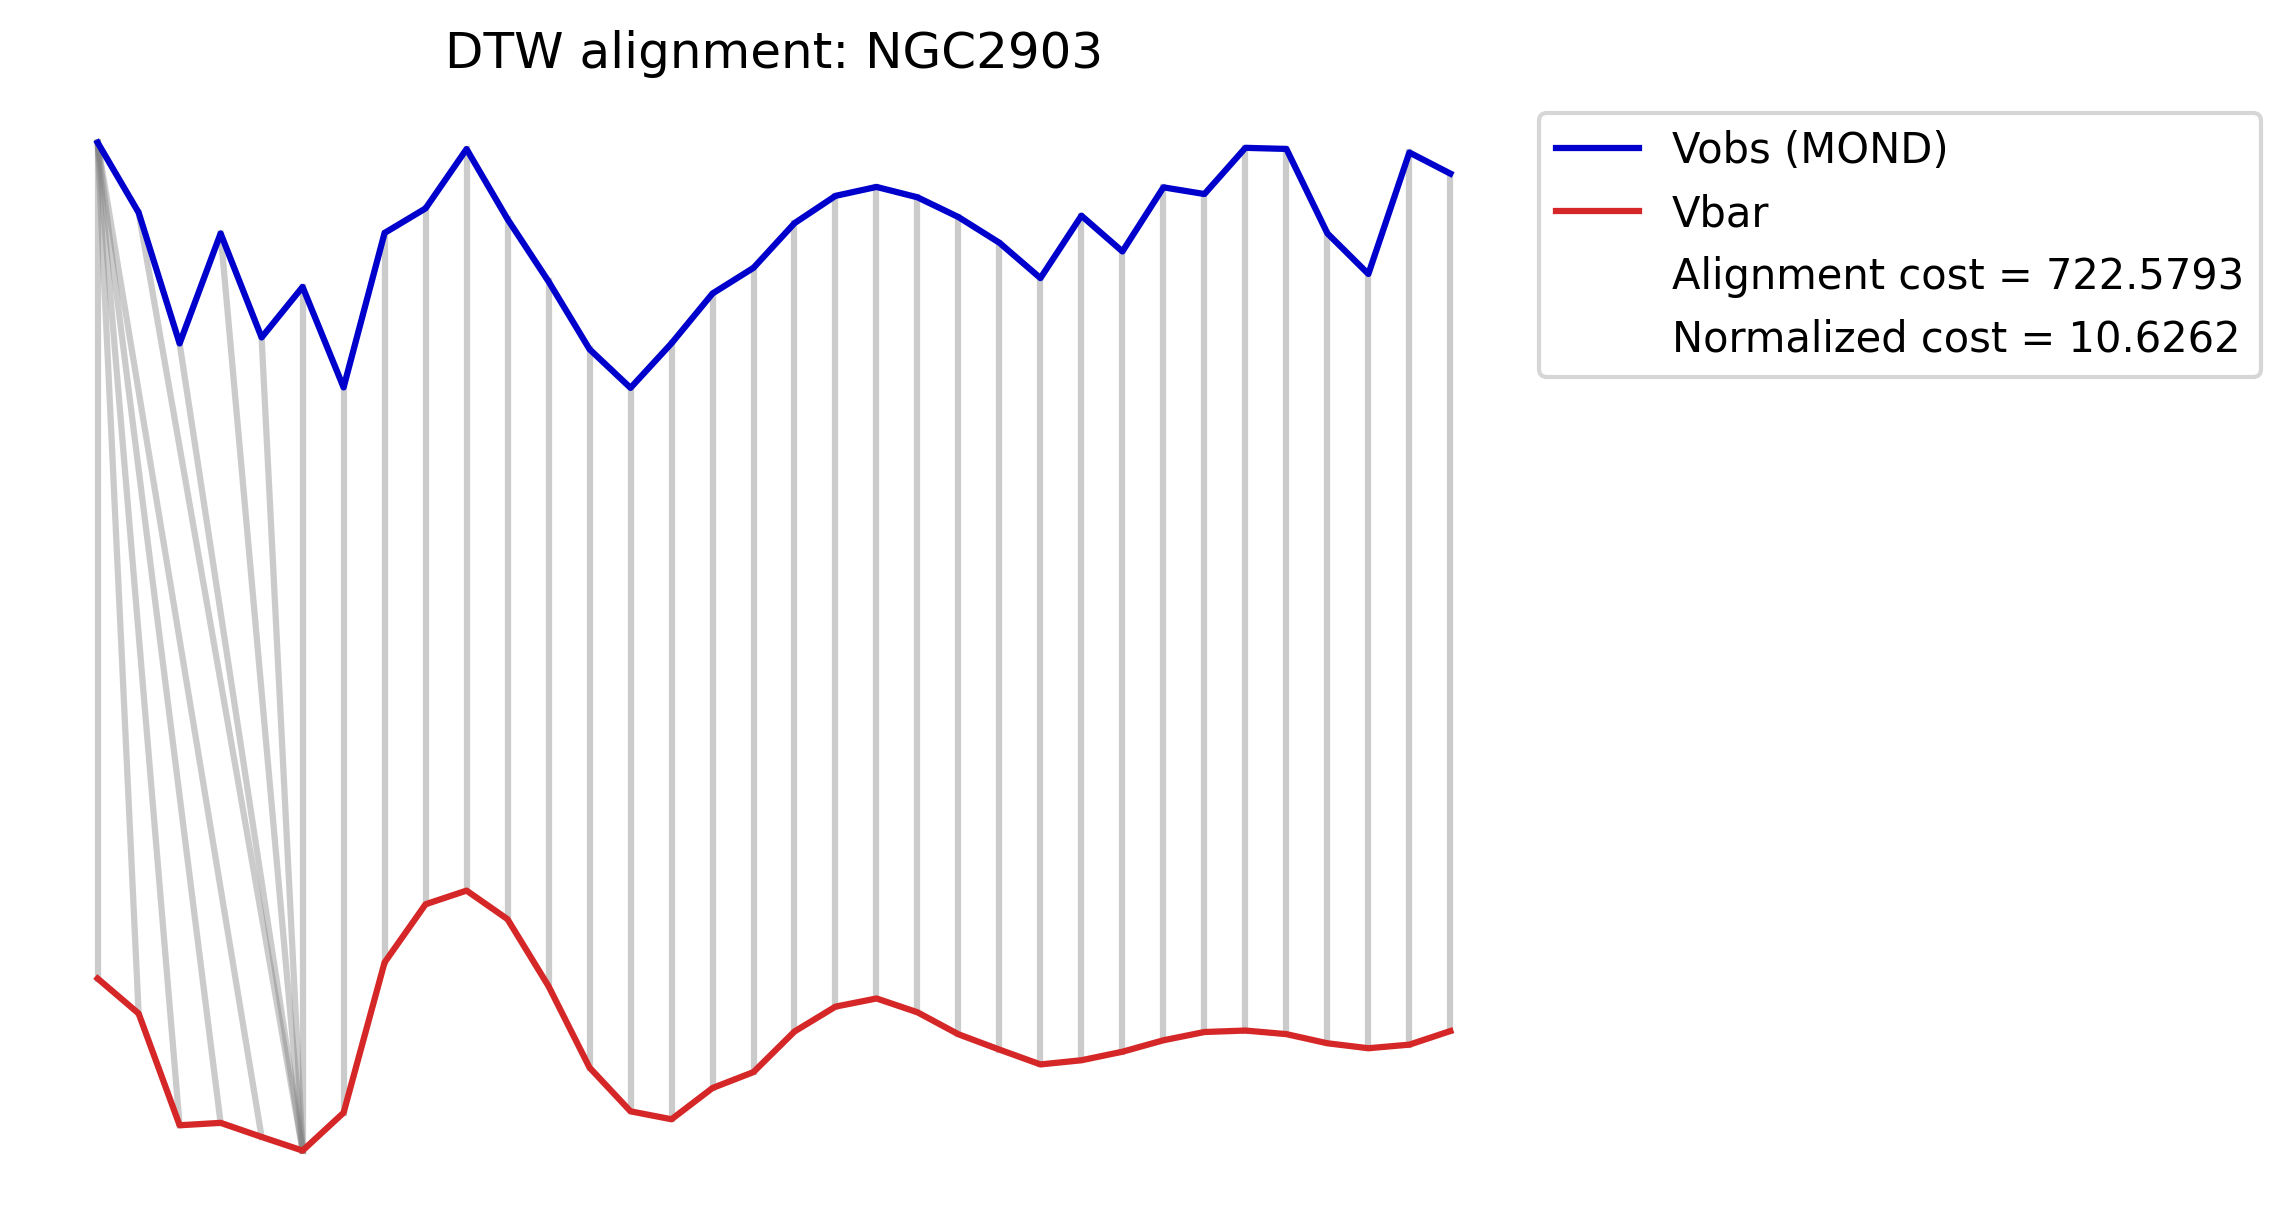 DTW alignment: NGC2903
Vobs (MOND)
Vbar
Alignment cost = 722.5793
Normalized cost = 10.6262